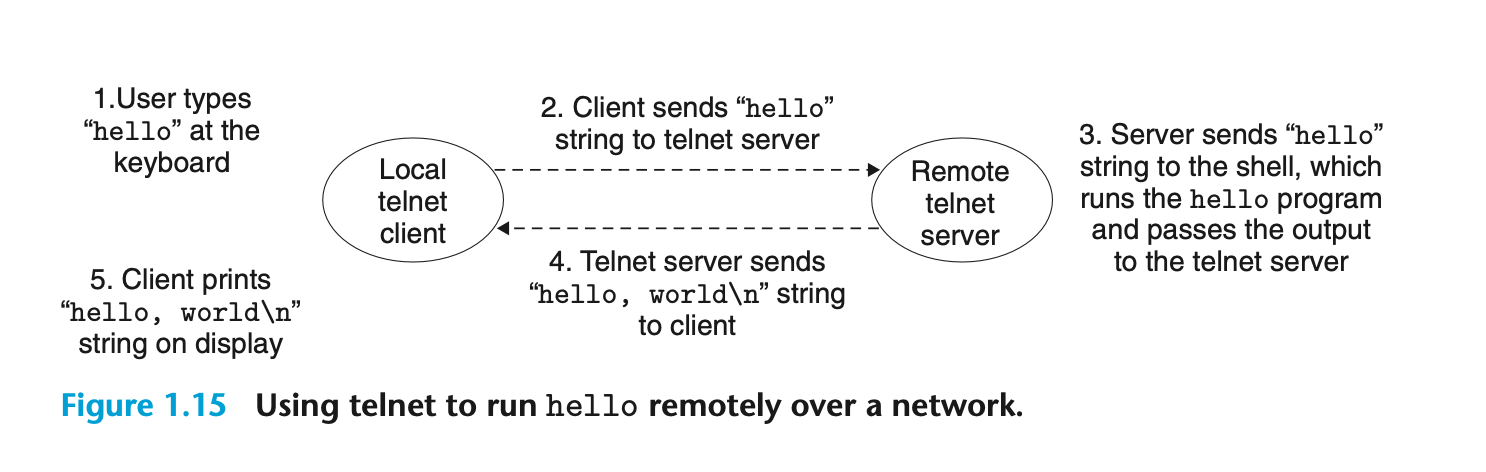 1.User types
“hello” at the
keyboard
2. Client sends “hello”
string to telnet server
Local
telnet
client
Remote
telnet
server
3. Server sends “hello”
string to the shell, which
runs the hello program
and passes the output
to the telnet server
4. Telnet server sends
“hello, world\n” string
to client
5. Client prints
“hello, world\n”
string on display
Figure 1.15 Using telnet to run hello remotely over a network.